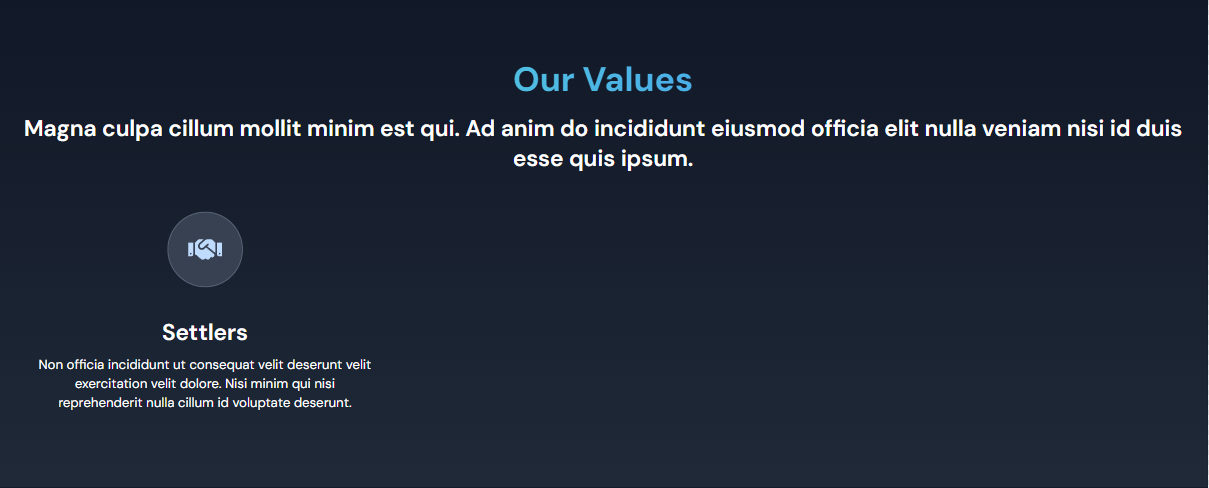 Our Values
Magna culpa cillum mollit minim est qui. Ad anim do incididunt eiusmod officia elit nulla veniam nisi id duis
esse quis ipsum.
Settlers
Non officia incididunt ut consequat velit deserunt velit
exercitation velit dolore. Nisi minim qui nisi
reprehenderit nulla cillum id voluptate deserunt.